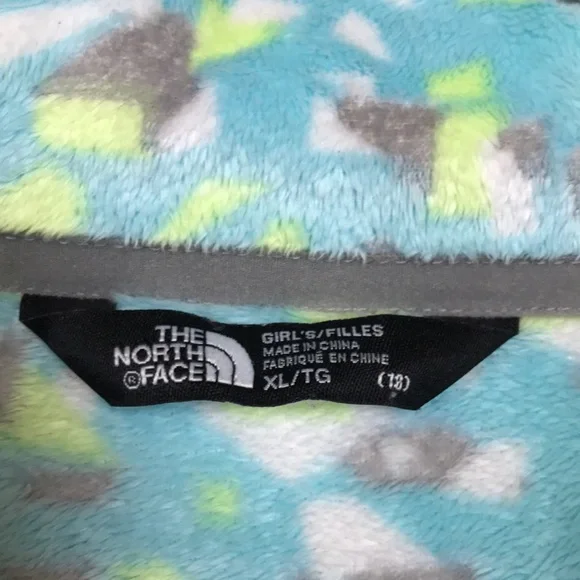 THE
NORTH
®FACE
GIRL'S/FILLES
MADE IN CHINA
FABRIQUÉ EN CHINE
XL/TG (18)